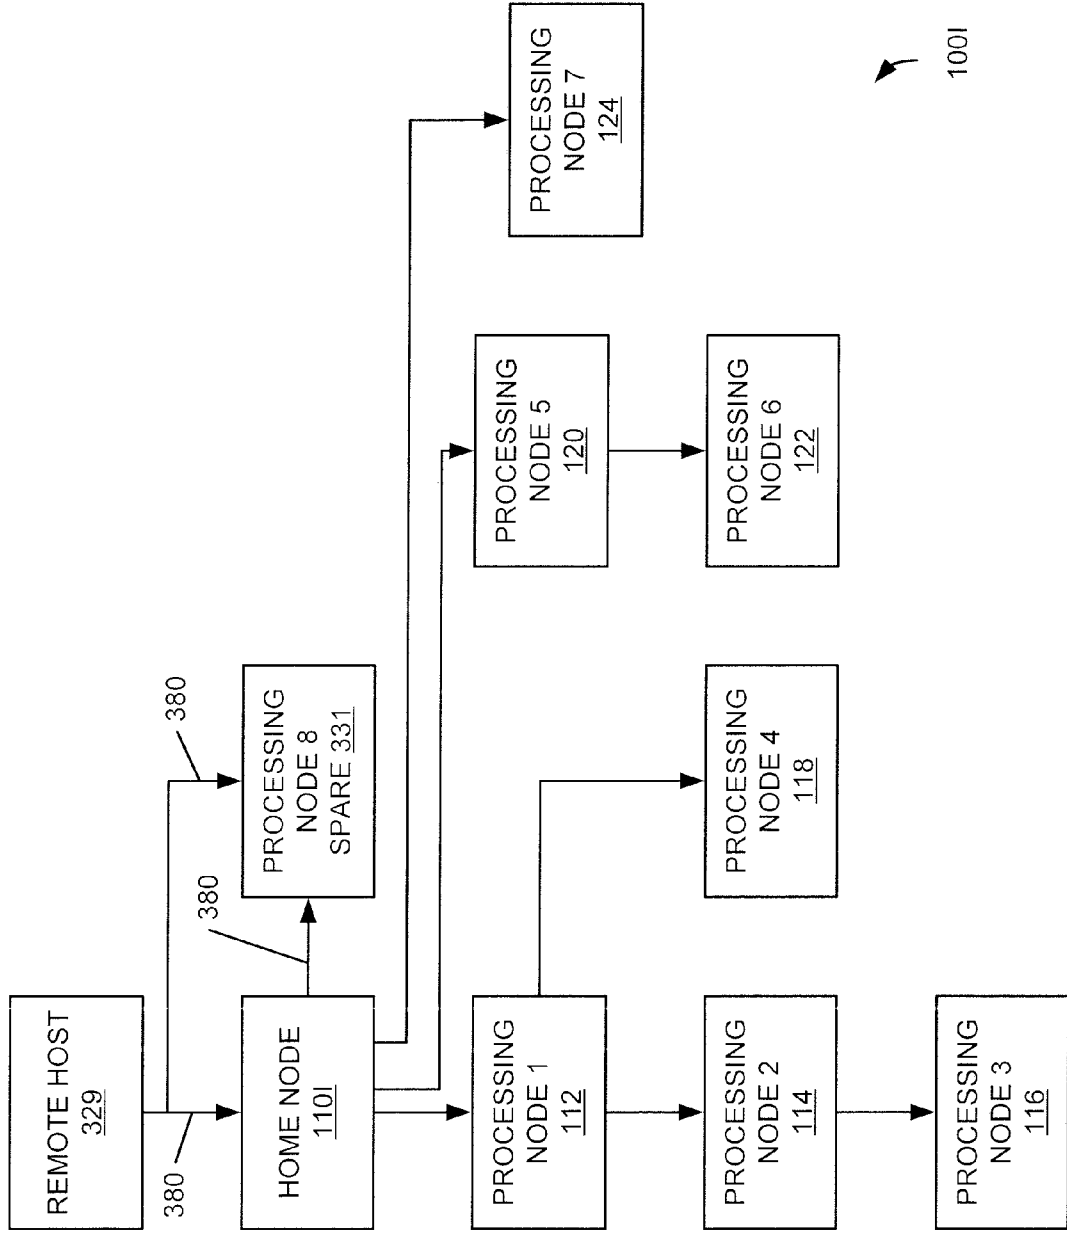 REMOTE HOST
329
380
380
HOME NODE
110I
380
PROCESSING
NODE 8
SPARE 331
PROCESSING
NODE 1
112
PROCESSING
NODE 2
114
PROCESSING
NODE 3
116
PROCESSING
NODE 4
118
PROCESSING
NODE 5
120
PROCESSING
NODE 6
122
PROCESSING
NODE 7
124
100I